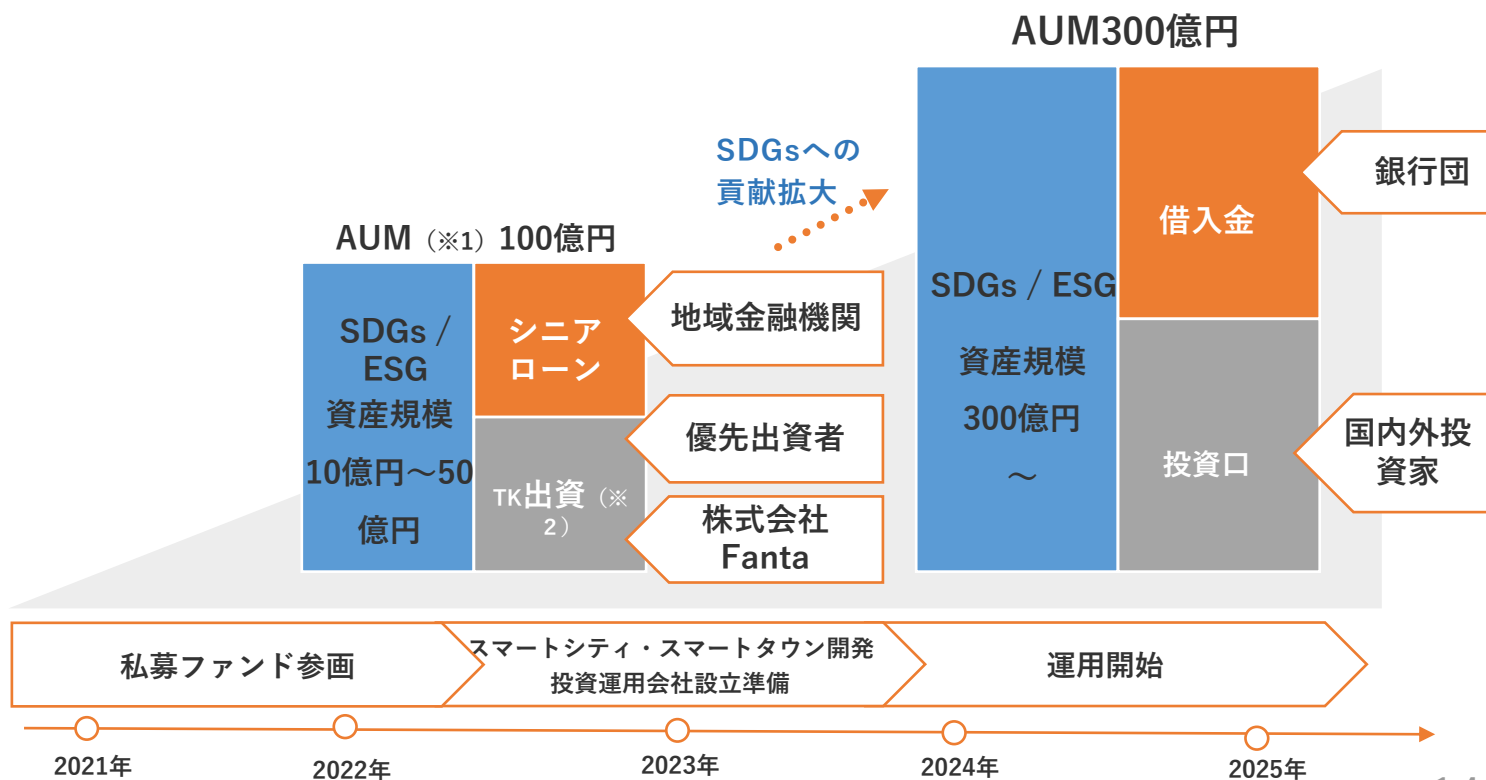 AUM300億円
SDGsへの
貢献拡大
銀行団
借入金
AUM（※1）100億円
SDGs / ESG
資産規模
300億円
～
地域金融機関
シニア
ローン
SDGs /
ESG
資産規模
10億円～50
億円
優先出資者
国内外投
資家
投資口
TK出資（※
2）
株式会社
Fanta
私募ファンド参画
スマートシティ・スマートタウン開発
投資運用会社設立準備
運用開始
2021年
2022年
2023年
2024年
2025年